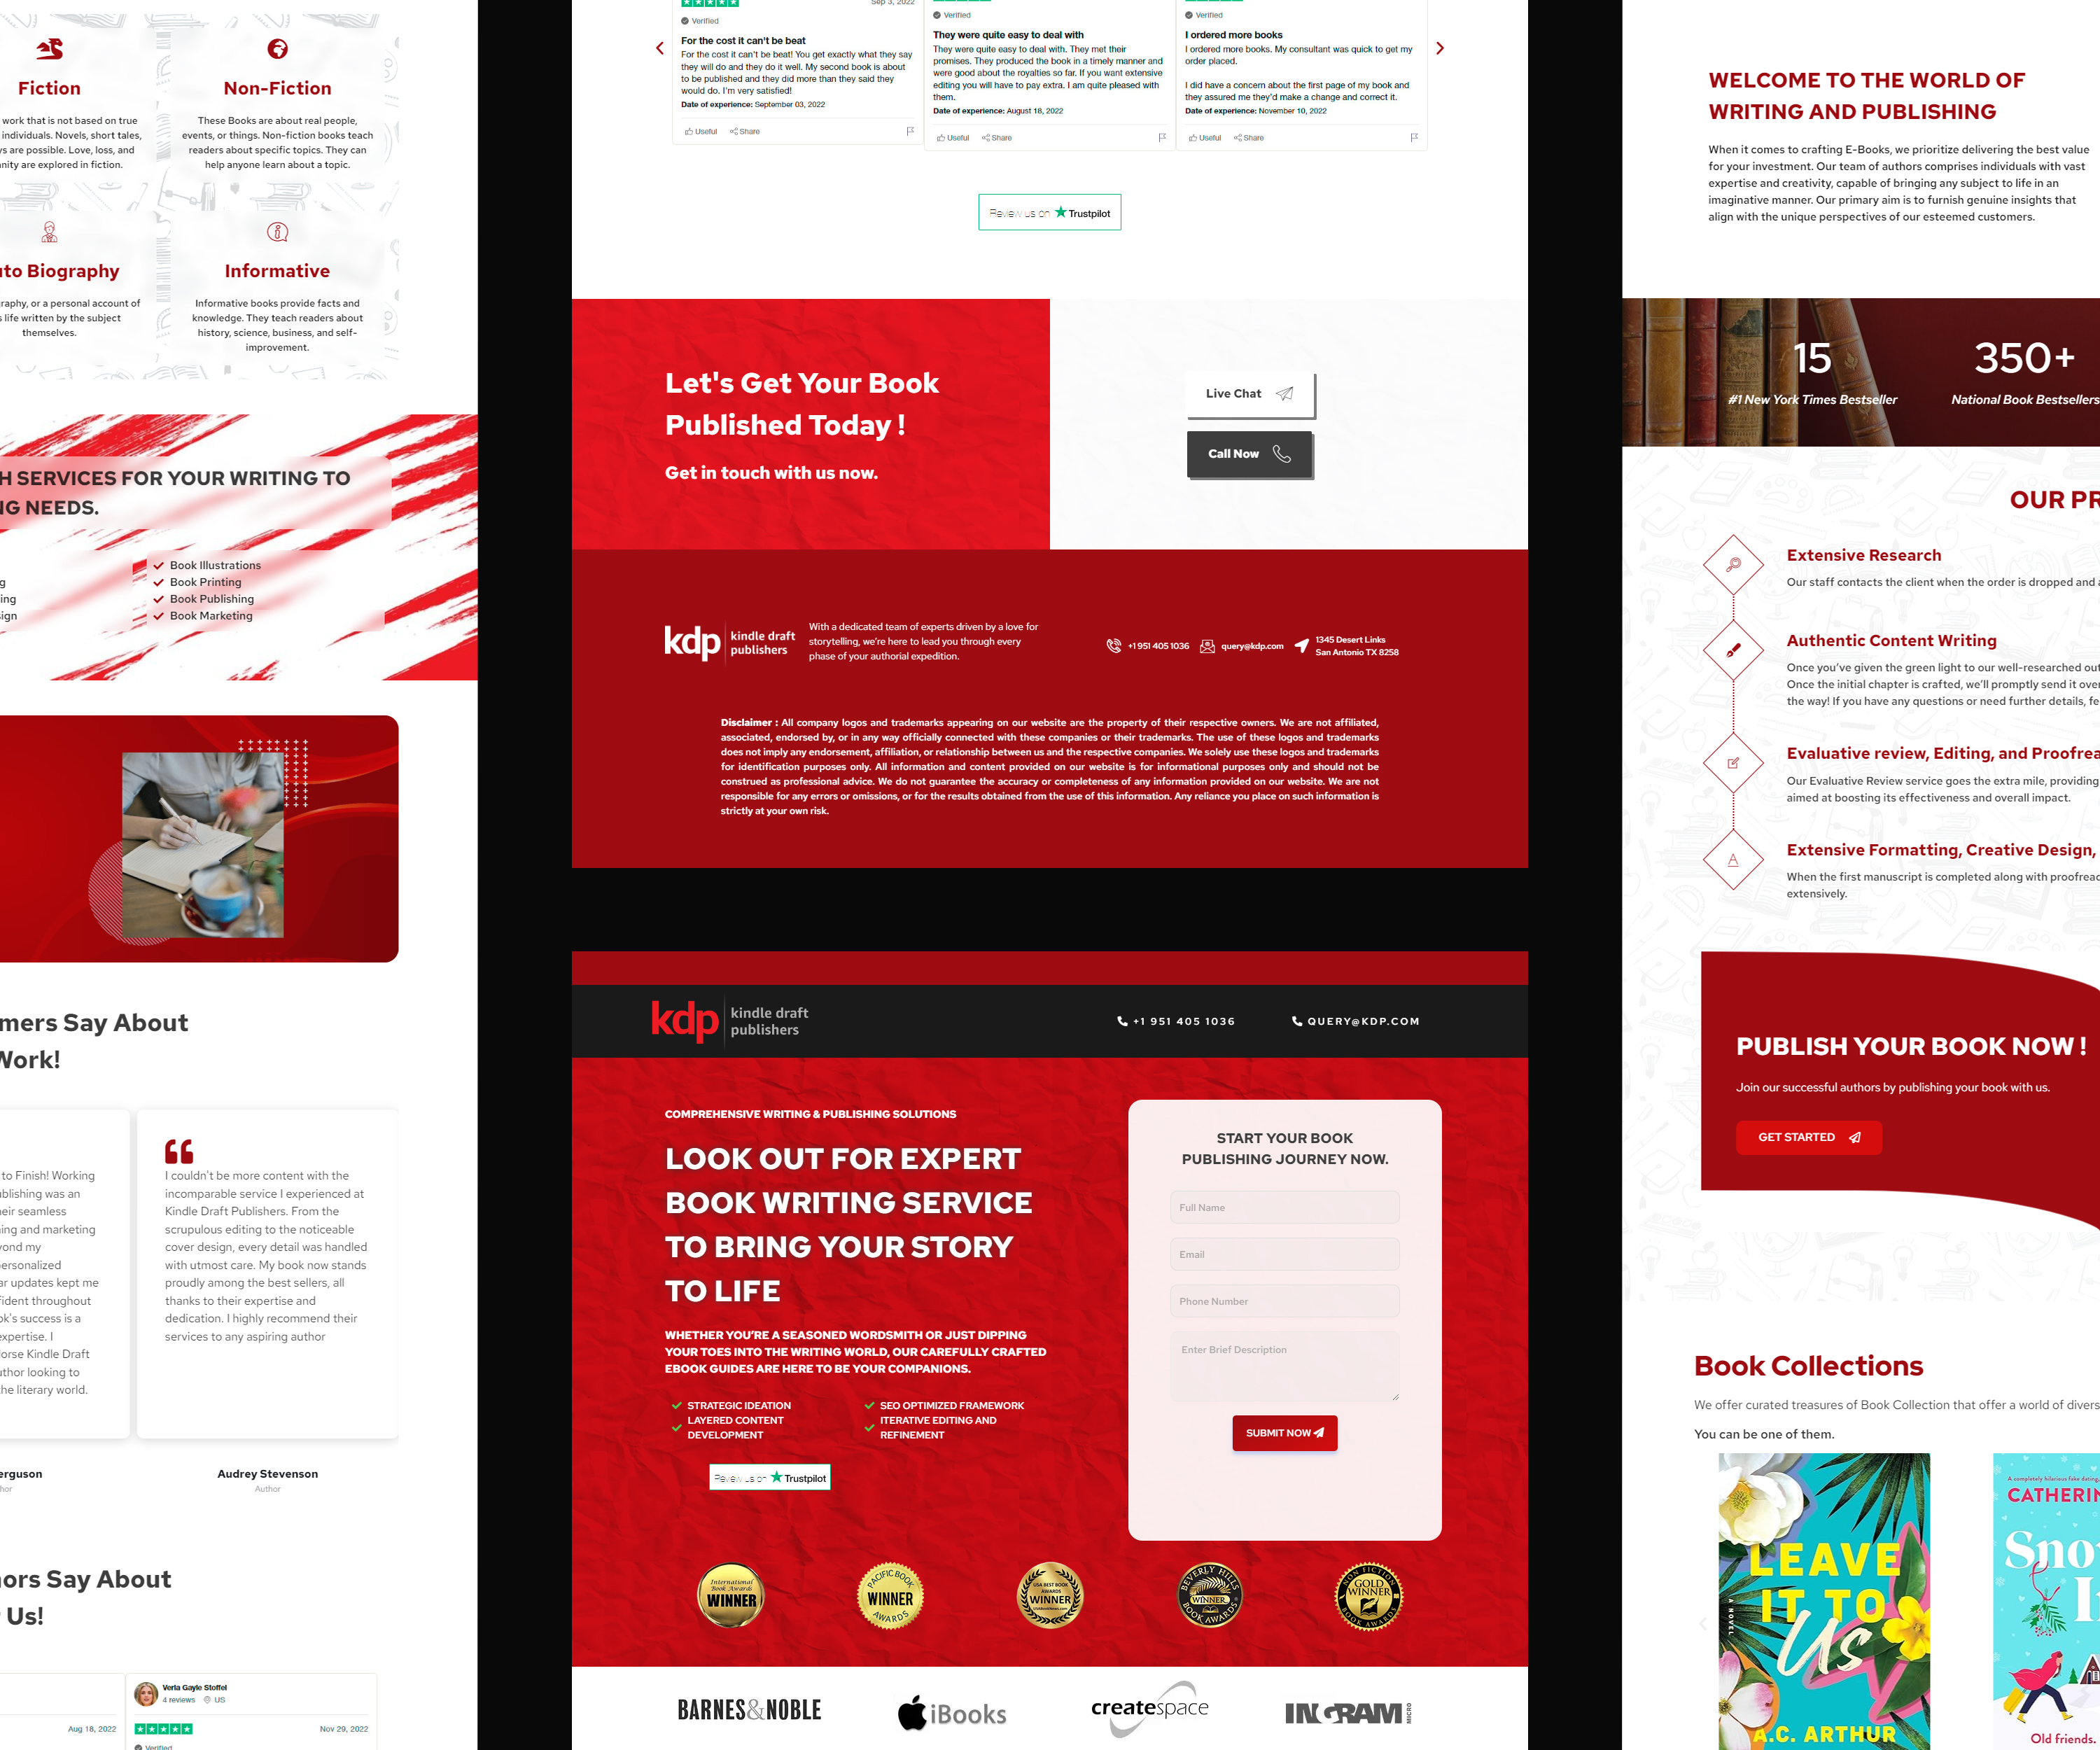 Fiction
work that is not based on true
individuals. Novels, short tales,
are possible. Love, loss, and
are explored in fiction.
Non-Fiction
These Books are about real people,
events, or things. Non-fiction books teach
readers about specific topics. They can
help anyone learn about a topic.
Biography
or a personal account of
life written by the subject
themselves.
Informative
Informative books provide facts and
knowledge. They teach readers about
history, science, business, and self-
improvement.
SERVICES FOR YOUR WRITING TO
NEEDS.
Book Illustrations
Book Printing
Book Publishing
Book Marketing
Say About
Work!
to Finish! Working
was an
seamless
and marketing
my
updates kept me
throughout
success is a
expertise. I
Kindle Draft
looking to
literary world.
I couldn't be more content with the
incomparable service I experienced at
Kindle Draft Publishers. From the
scrupulous editing to the noticeable
cover design, every detail was handled
with utmost care. My book now stands
proudly among the best sellers, all
thanks to their expertise and
dedication. I highly recommend their
services to any aspiring author
Audrey Stevenson
Author
Say About
Us!
Aug 18, 2022
Verla Gayle Stoffel
4 reviews US
Nov 29, 2022
Verified
Sep 3, 2022
Verified
For the cost it can't be beat
For the cost it can't be beat! You get exactly what they say
they will do and they do it well. My second book is about
to be published and they did more than they said they
would do. I'm very satisfied!
Date of experience: September 03, 2022
Useful Share
Verified
They were quite easy to deal with
They were quite easy to deal with. They met their
promises. They produced the book in a timely manner and
were good about the royalties so far. If you want extensive
editing you will have to pay extra. I am quite pleased with
them.
Date of experience: August 18, 2022
Useful Share
Verified
I ordered more books
I ordered more books. My consultant was quick to get my
order placed.
I did have a concern about the first page of my book and
they assured me they'd make a change and correct it.
Date of experience: November 10, 2022
Useful Share
Review us on Trustpilot
Let's Get Your Book
Published Today !
Get in touch with us now.
Live Chat
Call Now
kdp kindle draft
publishers
With a dedicated team of experts driven by a love for
storytelling, we're here to lead you through every
phase of your authorial expedition.
+1 951 405 1036
query@kdp.com
1345 Desert Links
San Antonio TX 8258
Disclaimer : All company logos and trademarks appearing on our website are the property of their respective owners. We are not affiliated,
associated, endorsed by, or in any way officially connected with these companies or their trademarks. The use of these logos and trademarks
does not imply any endorsement, affiliation, or relationship between us and the respective companies. We solely use these logos and trademarks
for identification purposes only. All information and content provided on our website is for informational purposes only and should not be
construed as professional advice. We do not guarantee the accuracy or completeness of any information provided on our website. We are not
responsible for any errors or omissions, or for the results obtained from the use of this information. Any reliance you place on such information is
strictly at your own risk.
kdp kindle draft
publishers
+1 951 405 1036
QUERY@KDP.COM
COMPREHENSIVE WRITING & PUBLISHING SOLUTIONS
LOOK OUT FOR EXPERT
BOOK WRITING SERVICE
TO BRING YOUR STORY
TO LIFE
WHETHER YOU'RE A SEASONED WORDSMITH OR JUST DIPPING
YOUR TOES INTO THE WRITING WORLD, OUR CAREFULLY CRAFTED
EBOOK GUIDES ARE HERE TO BE YOUR COMPANIONS.
STRATEGIC IDEATION
LAYERED CONTENT
DEVELOPMENT
SEO OPTIMIZED FRAMEWORK
ITERATIVE EDITING AND
REFINEMENT
Review us on Trustpilot
START YOUR BOOK
PUBLISHING JOURNEY NOW.
Full Name
Email
Phone Number
Enter Brief Description
SUBMIT NOW
International
Book Awards
WINNER
PACIFIC BOOK
WINNER
AWARDS
USA BEST BOOK
AWARDS
WINNER
USABookNews.com
BEVERLY HILLS
WINNER
BOOK AWARDS
NON FICTION
GOLD
WINNER
BOOK AWARDS
BARNES&NOBLE
iBooks
createspace
INGRAM MICRO
WELCOME TO THE WORLD OF
WRITING AND PUBLISHING
When it comes to crafting E-Books, we prioritize delivering the best value
for your investment. Our team of authors comprises individuals with vast
expertise and creativity, capable of bringing any subject to life in an
imaginative manner. Our primary aim is to furnish genuine insights that
align with the unique perspectives of our esteemed customers.
15
#1 New York Times Bestseller
350+
National Book Bestsellers
OUR
Extensive Research
Our staff contacts the client when the order is dropped and
Authentic Content Writing
Once you've given the green light to our well-researched
Once the initial chapter is crafted, we'll promptly send it over
the way! If you have any questions or need further details,
Evaluative review, Editing, and
Our Evaluative Review service goes the extra mile, providing
aimed at boosting its effectiveness and overall impact.
Extensive Formatting, Creative Design,
When the first manuscript is completed along with
extensively.
PUBLISH YOUR BOOK NOW !
Join our successful authors by publishing your book with us.
GET STARTED
Book Collections
We offer curated treasures of Book Collection that offer a world of
You can be one of them.
LEAVE
IT TO
Us
A NOVEL
A.C. ARTHUR
A completely hilarious fake dating,
Old friends,